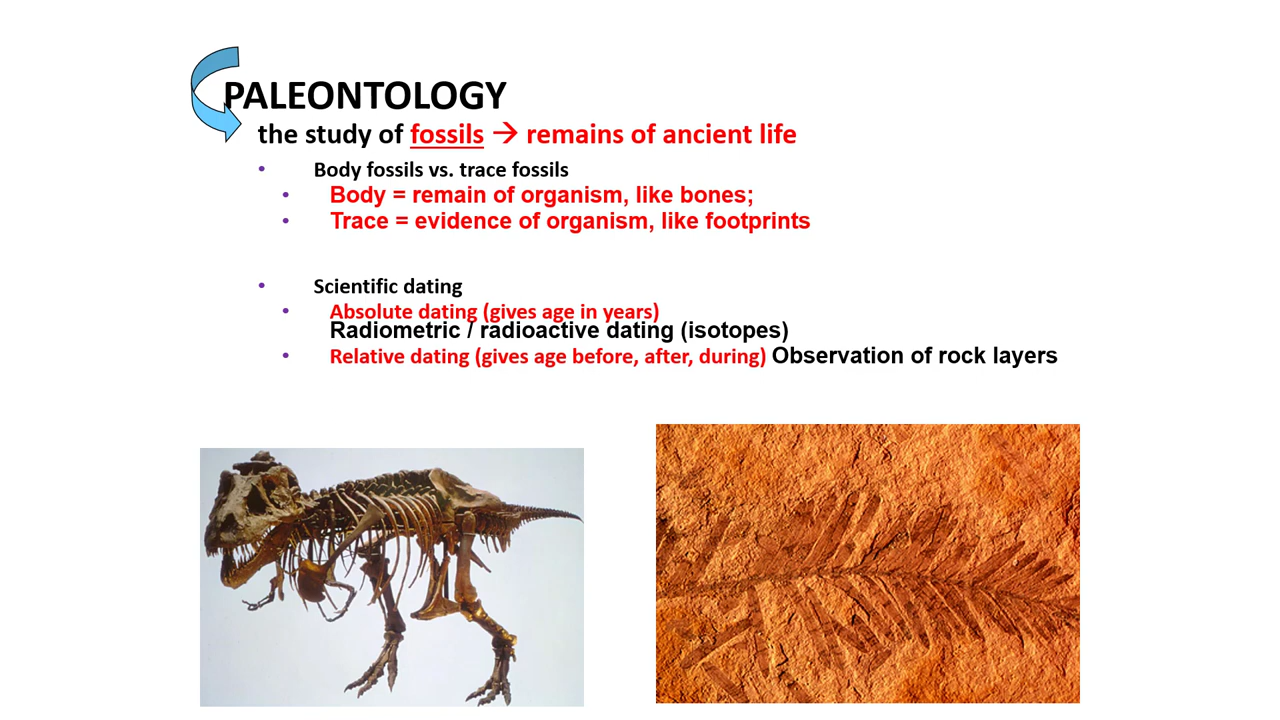 PALEONTOLOGY
the study of fossils → remains of ancient life
• Body fossils vs. trace fossils
• Body = remain of organism, like bones;
• Trace = evidence of organism, like footprints
• Scientific dating
• Absolute dating (gives age in years)
Radiometric / radioactive dating (isotopes)
• Relative dating (gives age before, after, during) Observation of rock layers